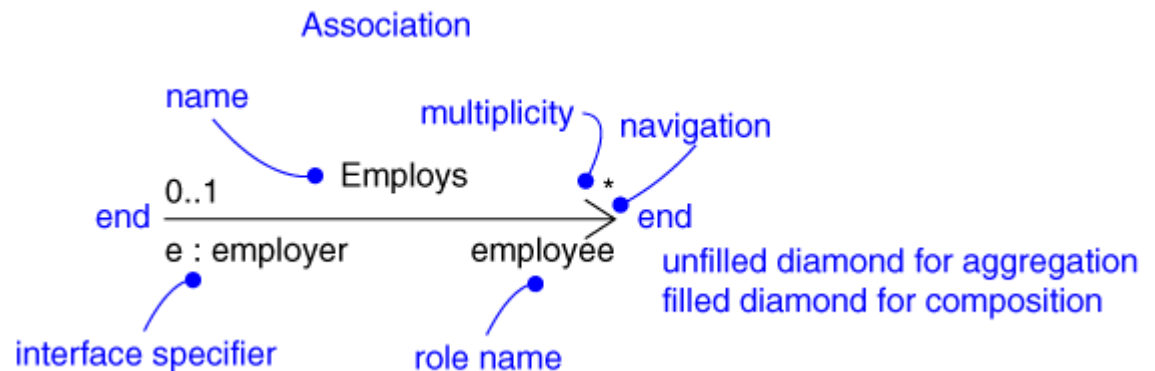 Association
name
multiplicity
navigation
Employs
0..1
*
end
end
e : employer
employee
unfilled diamond for aggregation
filled diamond for composition
interface specifier
role name